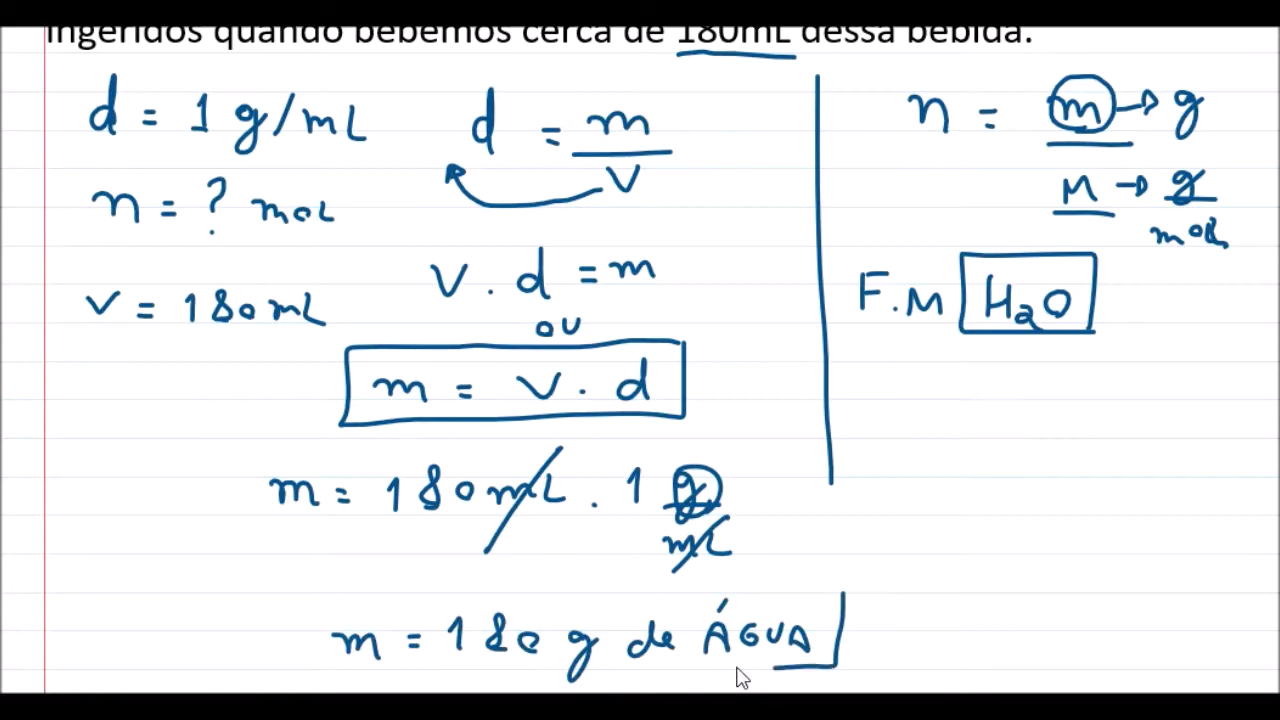 ingeridos quando bebemos cerca de 180mL dessa bebida.
d = 1 g/mL
n = ? mol
V = 180 mL
d = m
V
V . d = m
ou
m = V . d
m = 180 mL . 1 g
mL
m = 180 g de ÁGUA
n = m → g
M → g
mol
F.M H2O